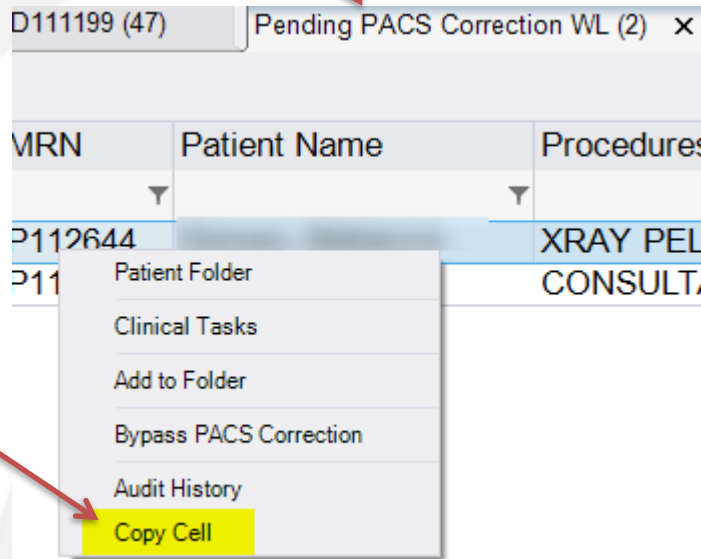 D111199 (47) Pending PACS Correction WL (2) ×
MRN Patient Name Procedures
P112644 XRAY PEL
P11 CONSULTA
Patient Folder
Clinical Tasks
Add to Folder
Bypass PACS Correction
Audit History
Copy Cell